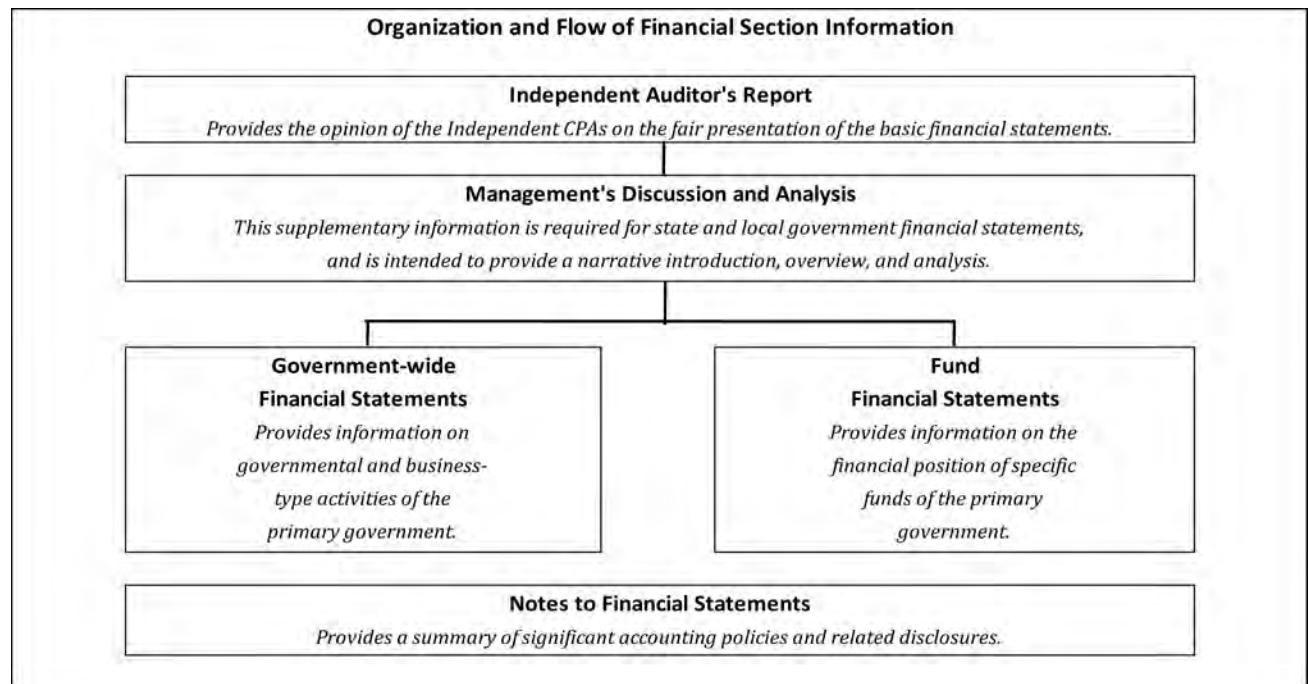 Organization and Flow of Financial Section Information
Independent Auditor's Report
Provides the opinion of the Independent CPAs on the fair presentation of the basic financial statements.
Management's Discussion and Analysis
This supplementary information is required for state and local government financial statements,
and is intended to provide a narrative introduction, overview, and analysis.
Government-wide
Financial Statements
Provides information on
governmental and business-
type activities of the
primary government.
Fund
Financial Statements
Provides information on the
financial position of specific
funds of the primary
government.
Notes to Financial Statements
Provides a summary of significant accounting policies and related disclosures.